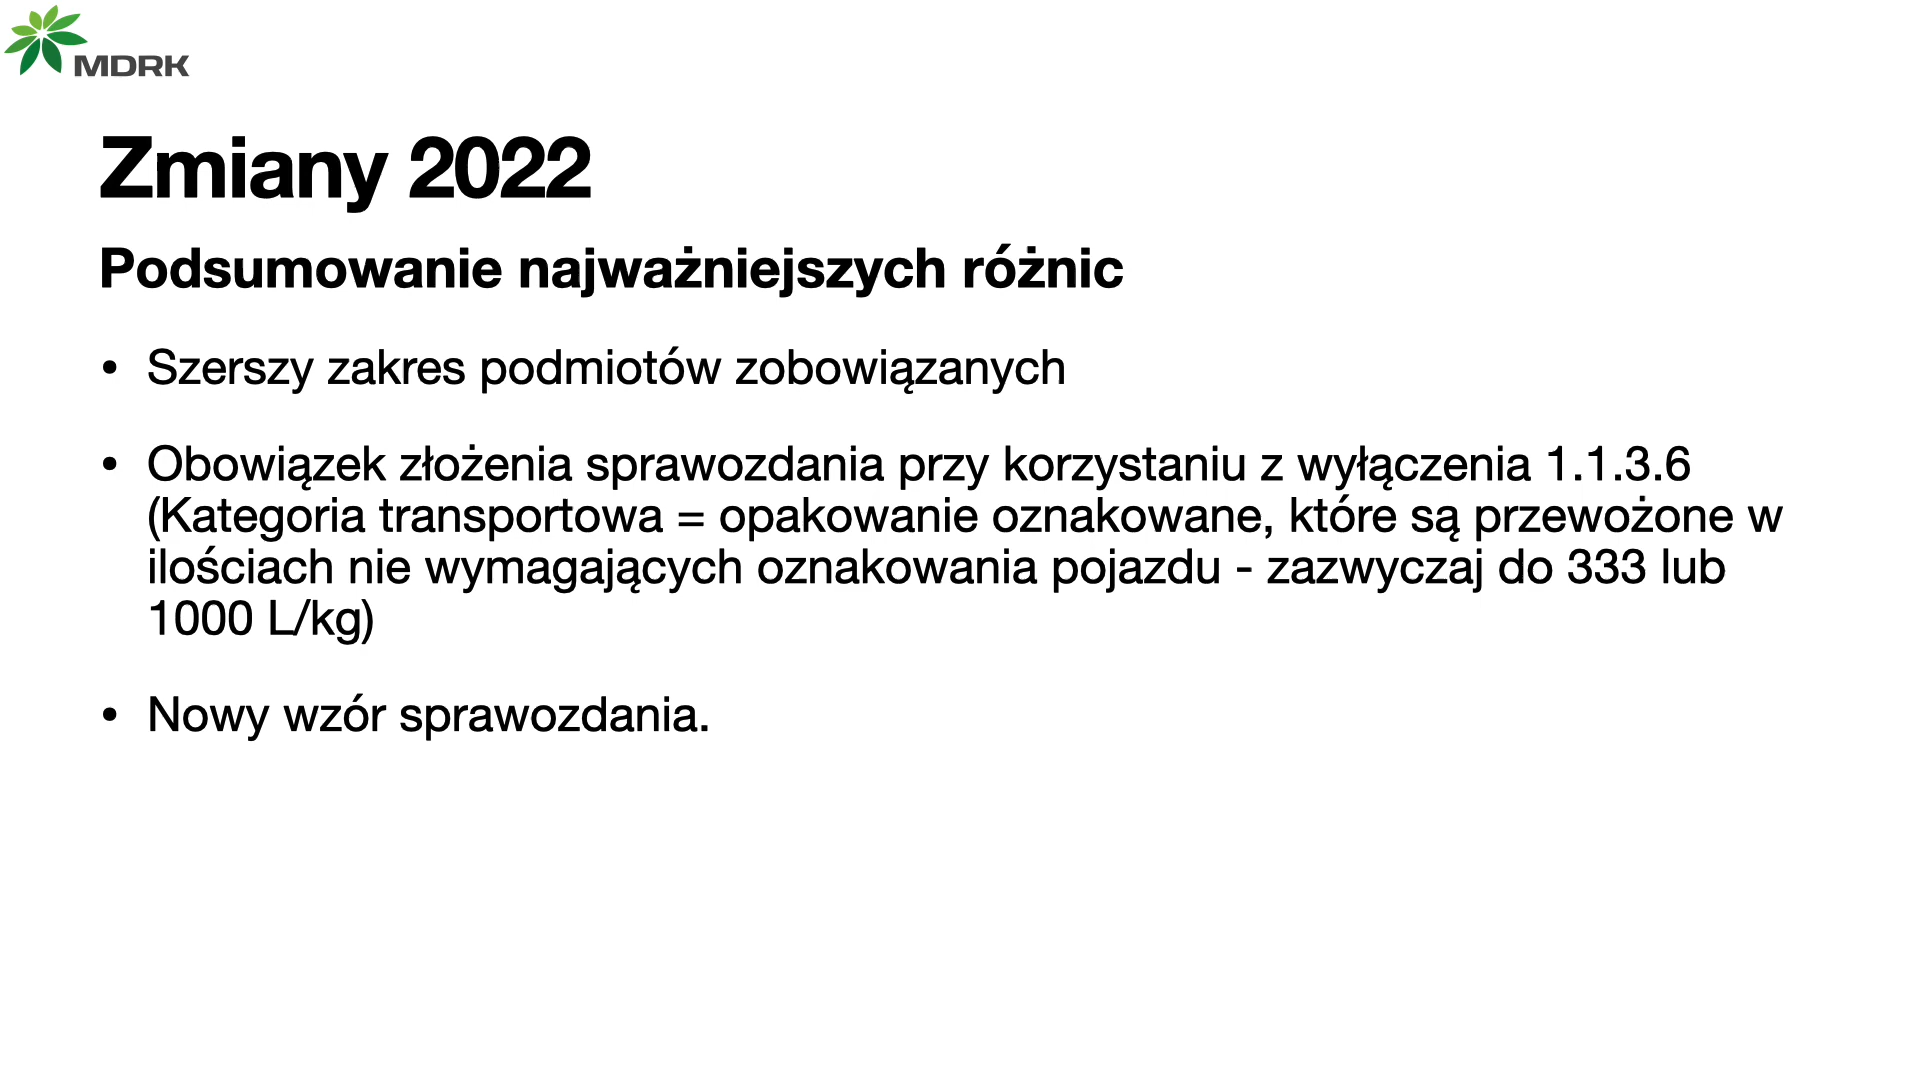 MDRK
Zmiany 2022
Podsumowanie najważniejszych różnic
• Szerszy zakres podmiotów zobowiązanych
• Obowiązek złożenia sprawozdania przy korzystaniu z wyłączenia 1.1.3.6
(Kategoria transportowa = opakowanie oznakowane, które są przewożone w
ilościach nie wymagających oznakowania pojazdu - zazwyczaj do 333 lub
1000 L/kg)
• Nowy wzór sprawozdania.